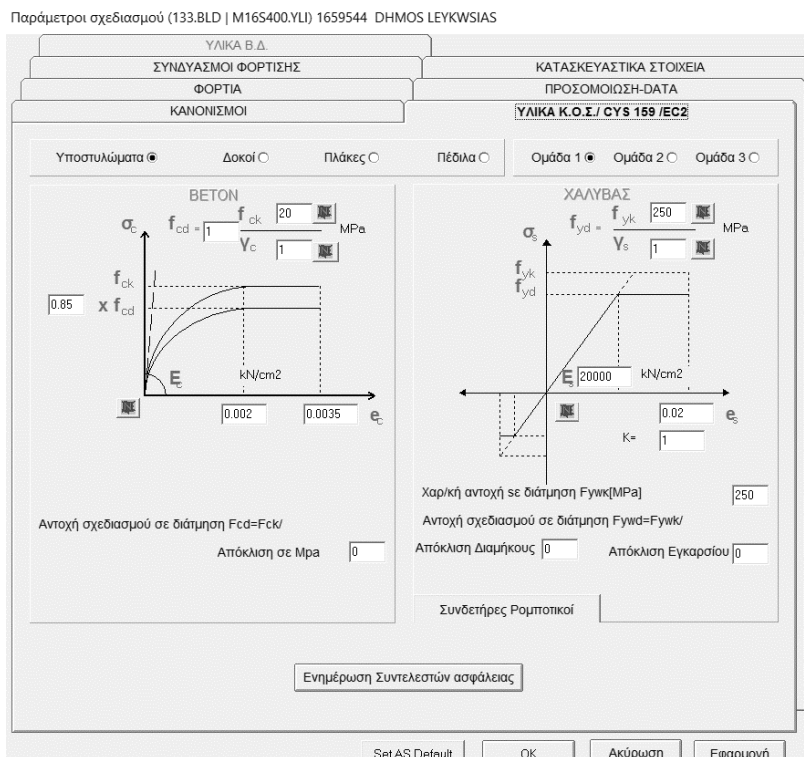 Παράμετροι σχεδιασμού (133.BLD | M16S400.YLI) 1659544 DHMOS LEYKWSIAS
ΥΛΙΚΑ Β.Δ.
ΣΥΝΔΥΑΣΜΟΙ ΦΟΡΤΙΣΗΣ
ΚΑΤΑΣΚΕΥΑΣΤΙΚΑ ΣΤΟΙΧΕΙΑ
ΦΟΡΤΙΑ
ΠΡΟΣΟΜΟΙΩΣΗ-DATA
ΚΑΝΟΝΙΣΜΟΙ
ΥΛΙΚΑ Κ.Ο.Σ./ CYS 159 /EC2
Υποστυλώματα Δοκοί Πλάκες Πέδιλα
Ομάδα 1 Ομάδα 2 Ομάδα 3
ΒΕΤΟΝ
σc fcd = 1 fck 20 MPa
γc 1
fck
0.85 x fcd
Ec kN/cm2
0.002 0.0035 ec
Αντοχή σχεδιασμού σε διάτμηση Fcd=Fck/
Απόκλιση σε Mpa 0
ΧΑΛΥΒΑΣ
σs fyd = fyk 250 MPa
γs 1
fyk
fyd
Es 20000 kN/cm2
0.02 es
K= 1
Χαρ/κή αντοχή se διάτμηση Fywk[MPa] 250
Αντοχή σχεδιασμού σε διάτμηση Fywd=Fywk/
Απόκλιση Διαμήκους 0 Απόκλιση Εγκαρσίου 0
Συνδετήρες Ρομποτικοί
Ενημέρωση Συντελεστών ασφάλειας
Set AS Default OK Ακύρωση Εφαρμογή